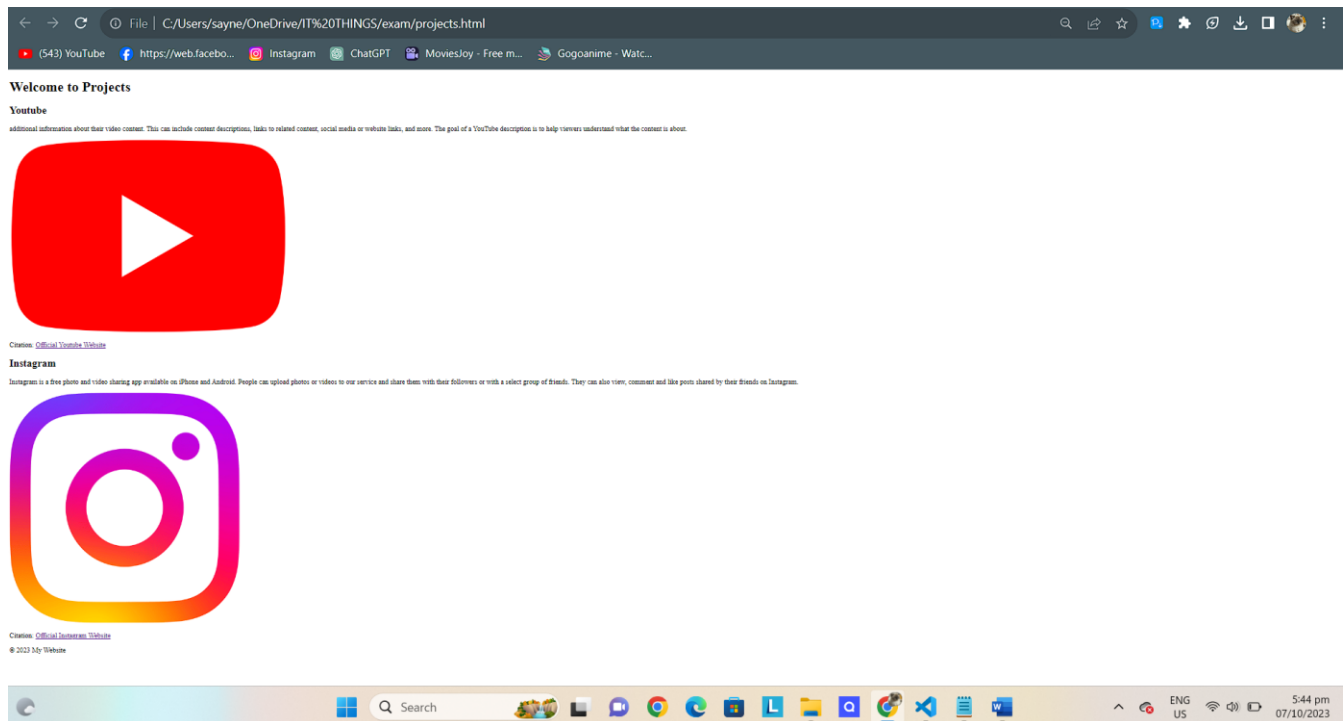 File C:/Users/sayne/OneDrive/IT%20THINGS/exam/projects.html
(543) YouTube https://web.facebo... Instagram ChatGPT MoviesJoy - Free m... Gogoanime - Watc...
Welcome to Projects
Youtube
additional information about their video content. This can include content descriptions, links to related content, social media or website links, and more. The goal of a YouTube description is to help viewers understand what the content is about.
Citation: Official Youtube Website
Instagram
Instagram is a free photo and video sharing app available on iPhone and Android. People can upload photos or videos to our service and share them with their followers or with a select group of friends. They can also view, comment and like posts shared by their friends on Instagram.
Citation: Official Instagram Website
© 2023 My Website
Search
ENG
US
5:44 pm
07/10/2023